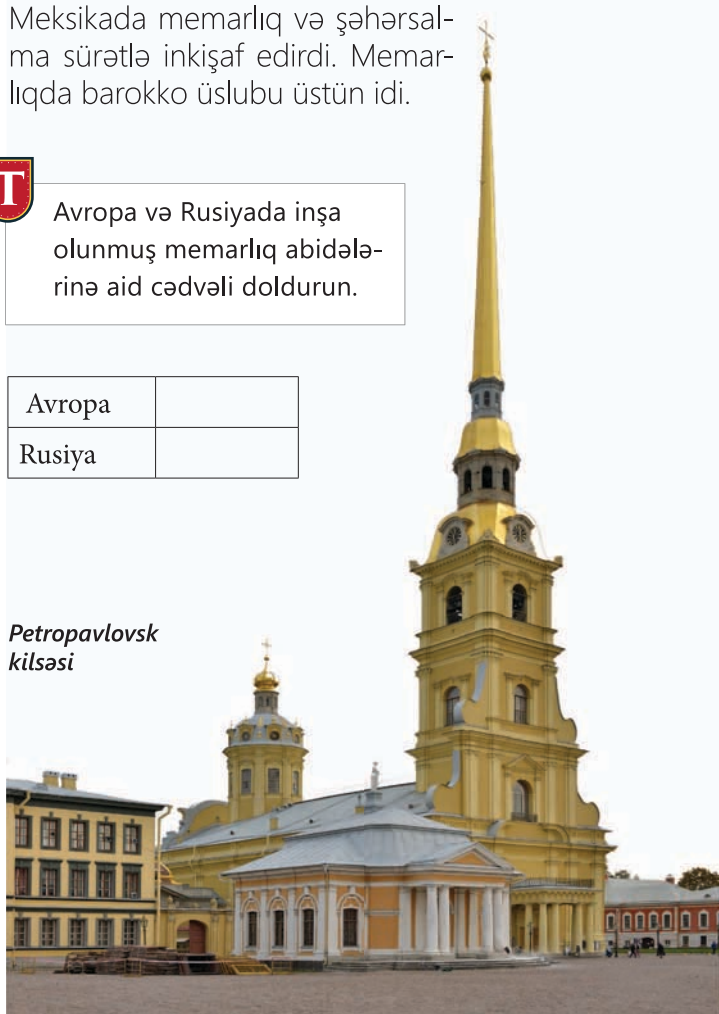 Meksikada memarlıq və şəhərsal-
ma sürətlə inkişaf edirdi. Memar-
lıqda barokko üslubu üstün idi.
T
Avropa və Rusiyada inşa
olunmuş memarlıq abidələ-
rinə aid cədvəli doldurun.
Avropa
Rusiya
Petropavlovsk
kilsəsi